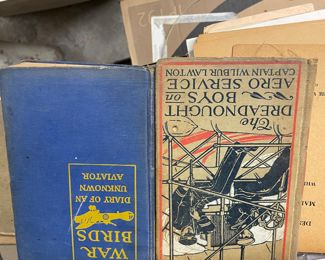 WAR
BIRDS
DIARY OF AN
UNKNOWN
AVIATOR.
The
DREADNOUGHT
BOYS on
AERO SERVICE
CAPTAIN WILBUR LAWTON